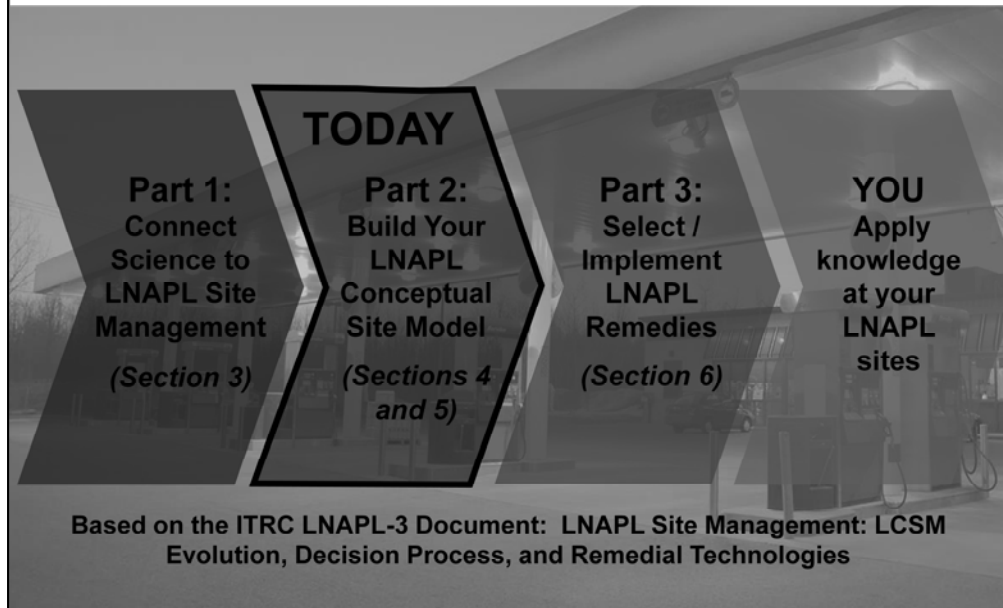 TODAY
Part 1:
Connect
Science to
LNAPL Site
Management
(Section 3)
Part 2:
Build Your
LNAPL
Conceptual
Site Model
(Sections 4
and 5)
Part 3:
Select /
Implement
LNAPL
Remedies
(Section 6)
YOU
Apply
knowledge
at your
LNAPL
sites
Based on the ITRC LNAPL-3 Document: LNAPL Site Management: LCSM
Evolution, Decision Process, and Remedial Technologies